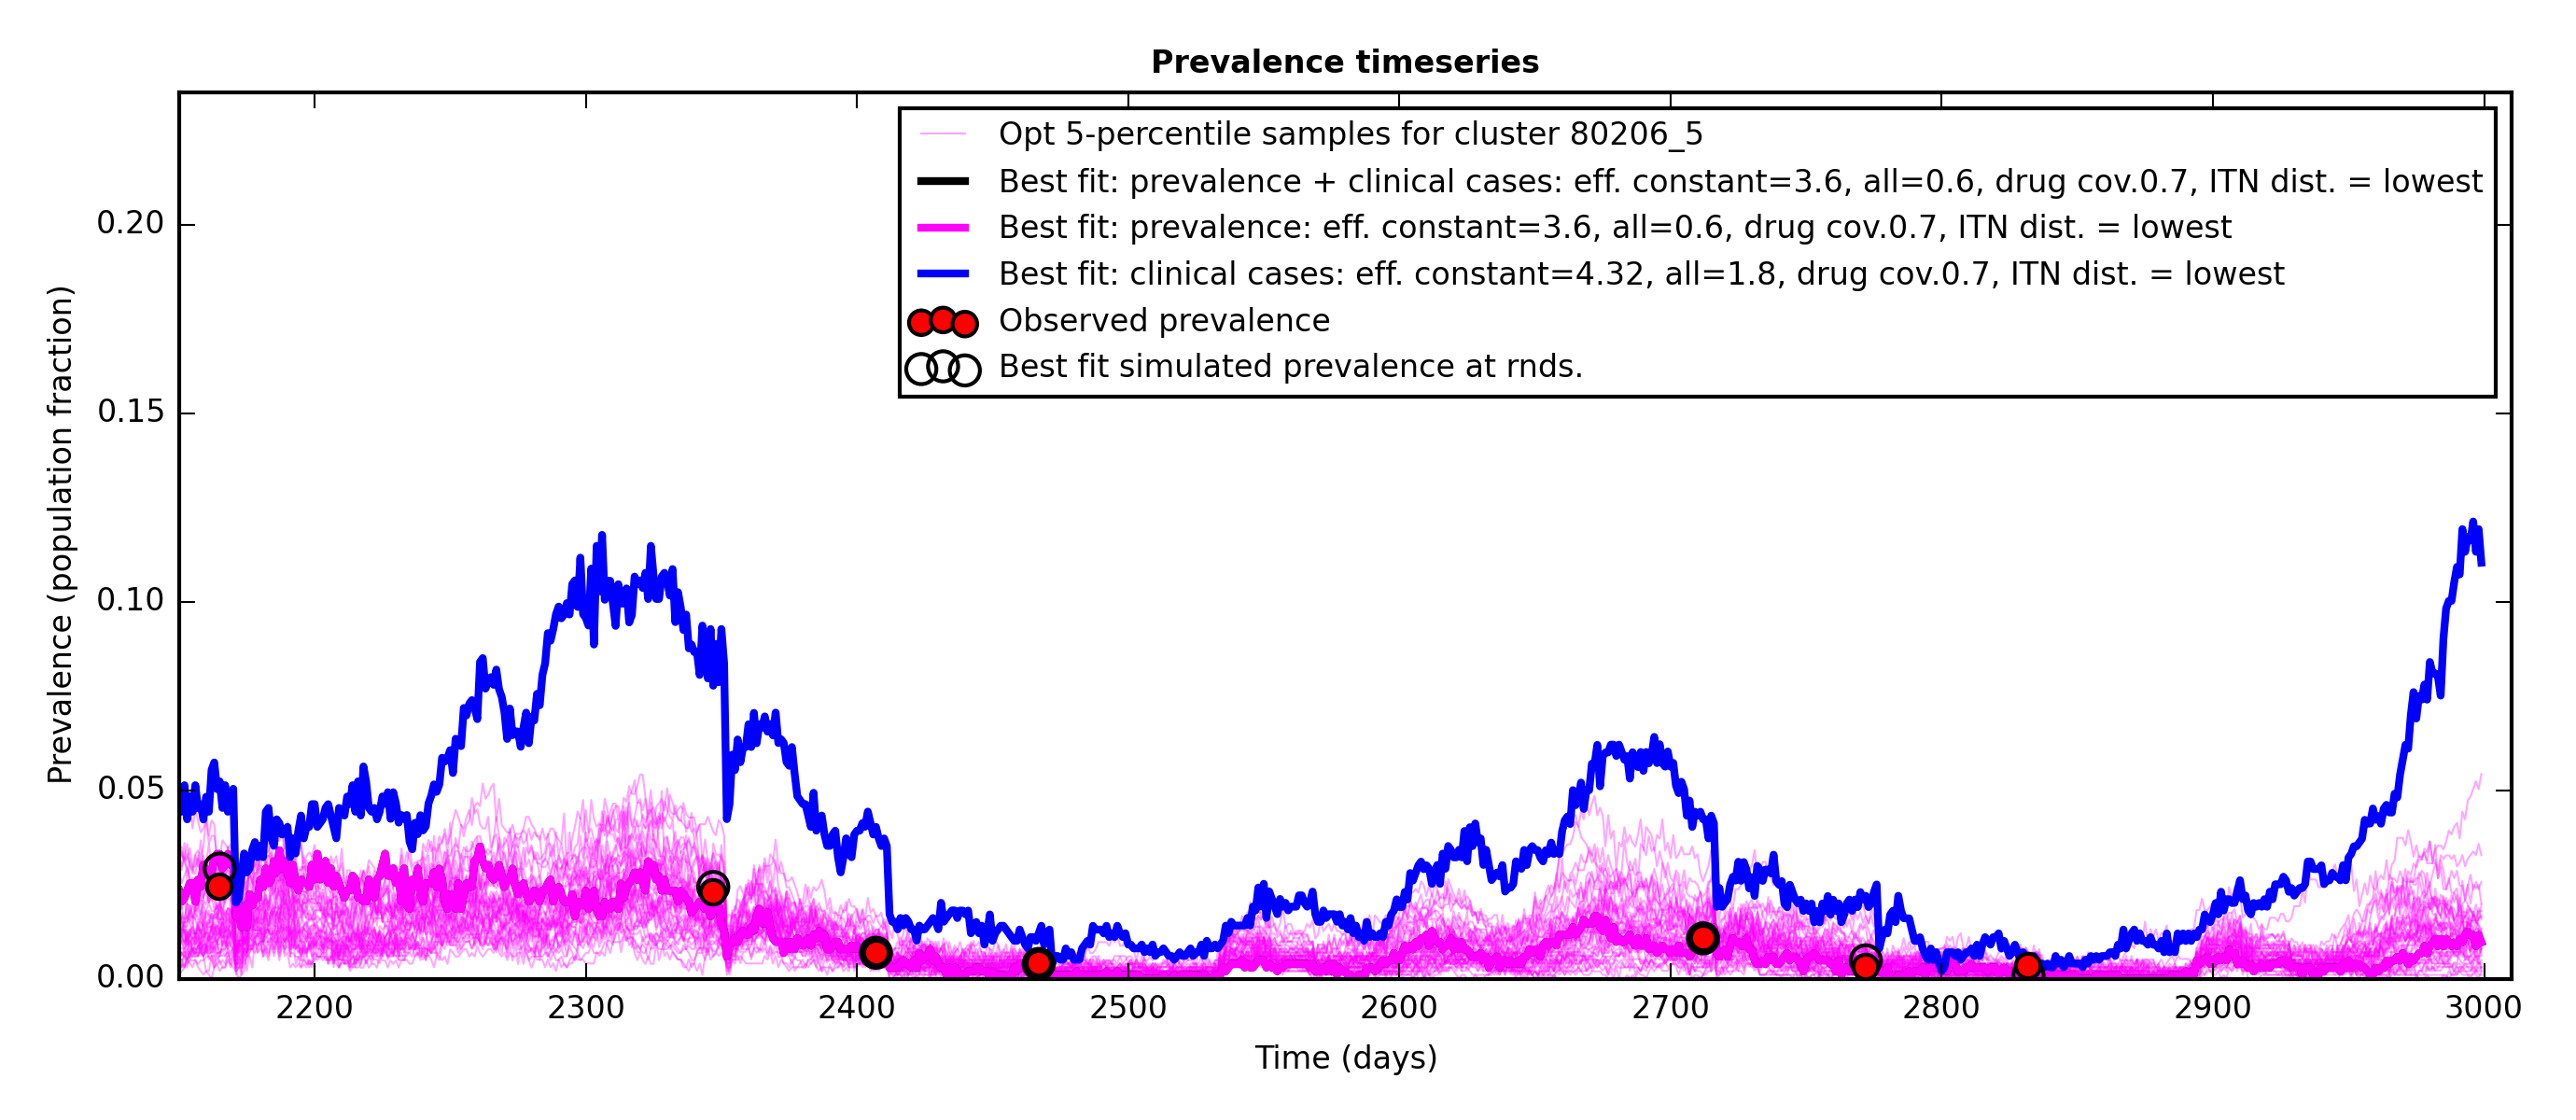 Prevalence timeseries
Opt 5-percentile samples for cluster 80206_5
Best fit: prevalence + clinical cases: eff. constant=3.6, all=0.6, drug cov.0.7, ITN dist. = lowest
Best fit: prevalence: eff. constant=3.6, all=0.6, drug cov.0.7, ITN dist. = lowest
Best fit: clinical cases: eff. constant=4.32, all=1.8, drug cov.0.7, ITN dist. = lowest
Observed prevalence
Best fit simulated prevalence at rnds.
Prevalence (population fraction)
0.20
0.15
0.10
0.05
0.00
2200 2300 2400 2500 2600 2700 2800 2900 3000
Time (days)